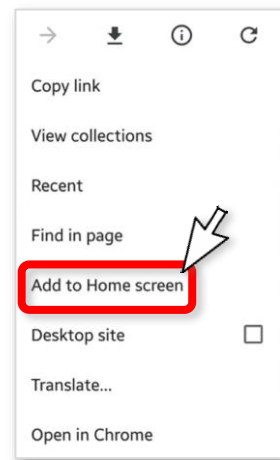 Copy link
View collections
Recent
Find in page
Add to Home screen
Desktop site
Translate...
Open in Chrome